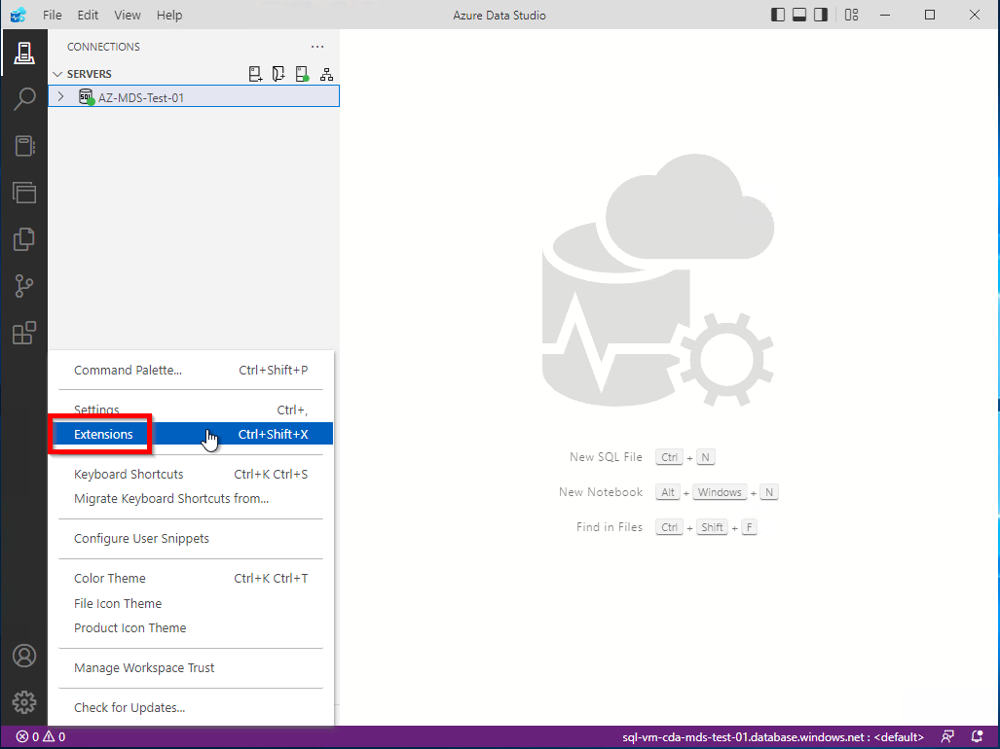 File Edit View Help Azure Data Studio
CONNECTIONS ...
SERVERS
SQL AZ-MDS-Test-01
Command Palette... Ctrl+Shift+P
Settings Ctrl+,
Extensions Ctrl+Shift+X
Keyboard Shortcuts Ctrl+K Ctrl+S
Migrate Keyboard Shortcuts from...
Configure User Snippets
Color Theme Ctrl+K Ctrl+T
File Icon Theme
Product Icon Theme
Manage Workspace Trust
Check for Updates...
New SQL File Ctrl + N
New Notebook Alt + Windows + N
Find in Files Ctrl + Shift + F
0 0 sql-vm-cda-mds-test-01.database.windows.net : <default>